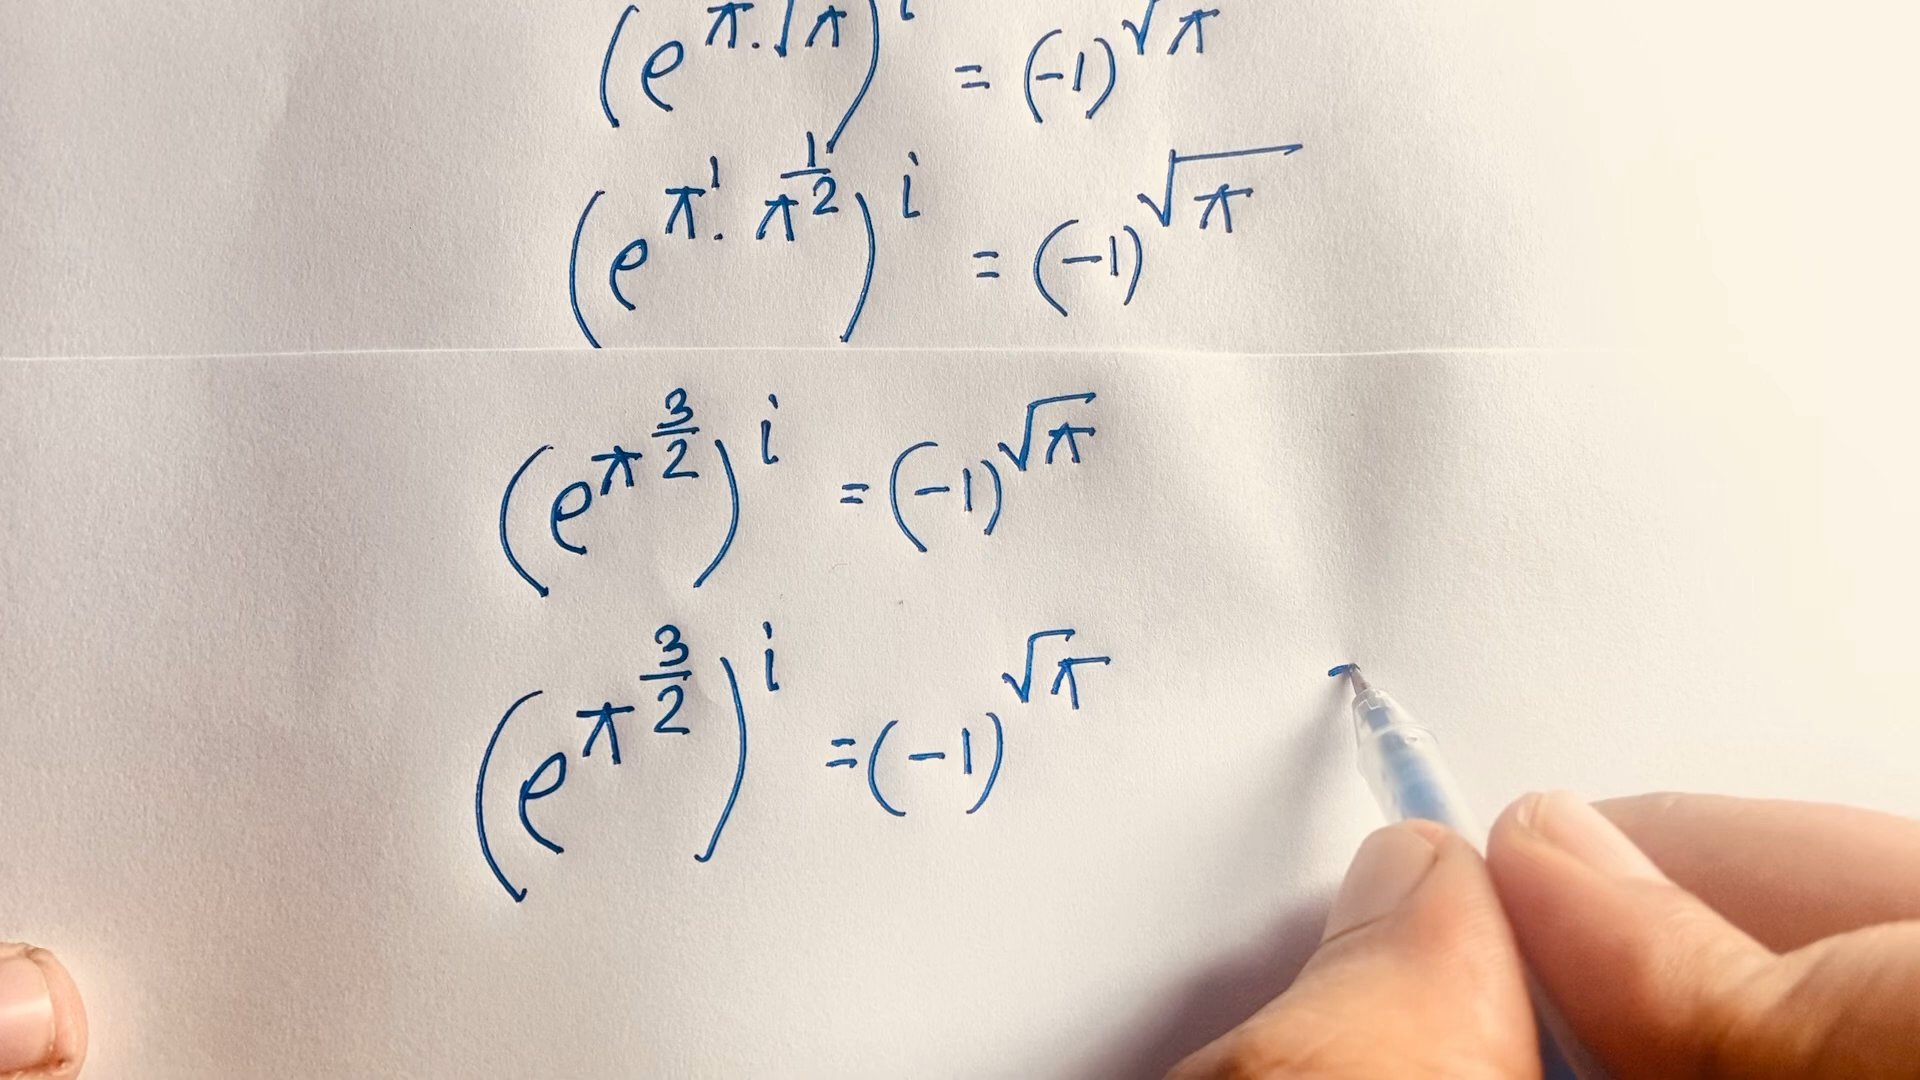 (e^{π.√π})^i = (-1)^{√π}
(e^{π^1 . π^{1/2}})^i = (-1)^{√π}
(e^{π^{3/2}})^i = (-1)^{√π}
(e^{π^{3/2}})^i = (-1)^{√π}